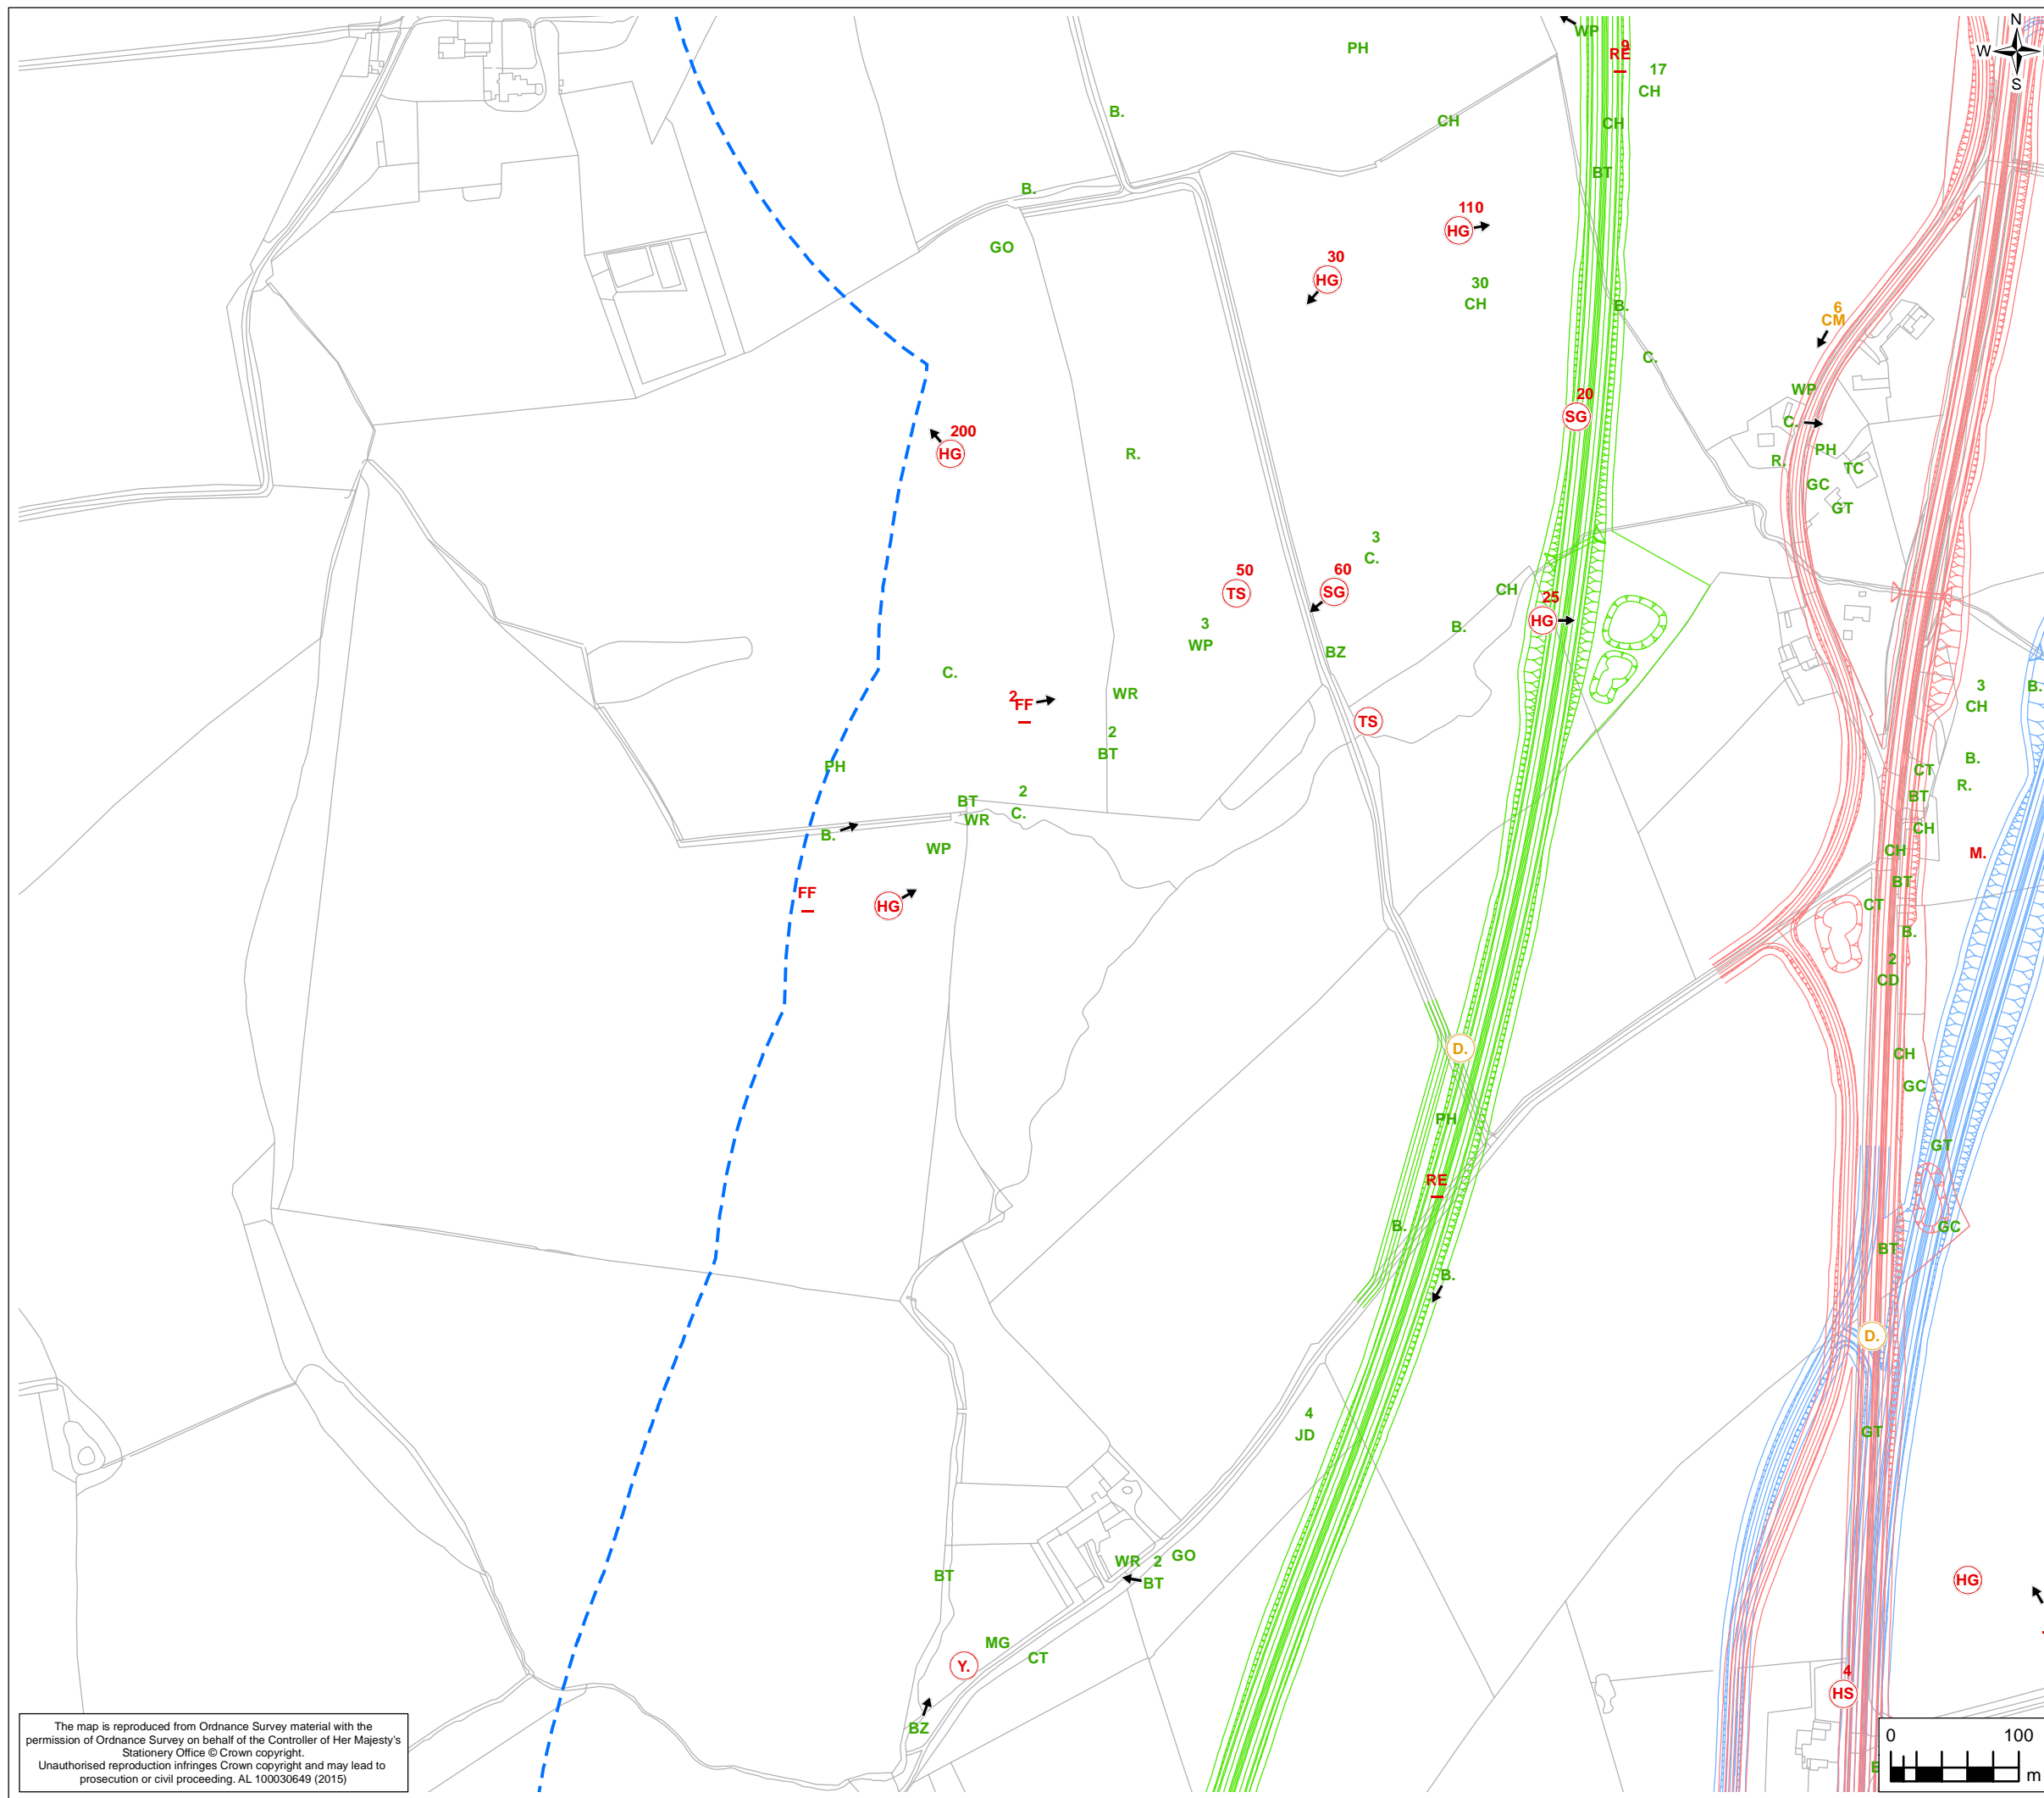 N
W
S
WP
PH
9
RE
17
CH
B.
CH
CH
BT
B.
110
HG
GO
30
HG
30
CH
B.
6
CM
C.
WP
20
SG
C.
200
HG
R.
PH
R.
TC
GC
GT
3
C.
50
TS
60
SG
CH
25
HG
3
WP
B.
BZ
C.
3
CH
B.
WR
2
FF
TS
2
BT
PH
B.
CT
R.
2
C.
BT
BT
WR
CH
B.
WP
CH
M.
BT
FF
HG
CT
B.
2
CD
D.
CH
GC
PH
GT
RE
B.
GC
BT
B.
D.
4
JD
GT
WR
2
GO
BT
BT
HG
MG
CT
Y.
4
HS
BZ
The map is reproduced from Ordnance Survey material with the
permission of Ordnance Survey on behalf of the Controller of Her Majesty's
Stationery Office © Crown copyright.
Unauthorised reproduction infringes Crown copyright and may lead to
prosecution or civil proceeding. AL 100030649 (2015)
0
100
m